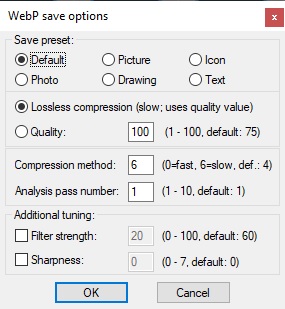 WebP save options
x
Save preset:
Default Picture Icon
Photo Drawing Text
Lossless compression (slow; uses quality value)
Quality: 100 (1 - 100, default: 75)
Compression method: 6 (0=fast, 6=slow, def.: 4)
Analysis pass number: 1 (1 - 10, default: 1)
Additional tuning:
Filter strength: 20 (0 - 100, default: 60)
Sharpness: 0 (0 - 7, default: 0)
OK Cancel